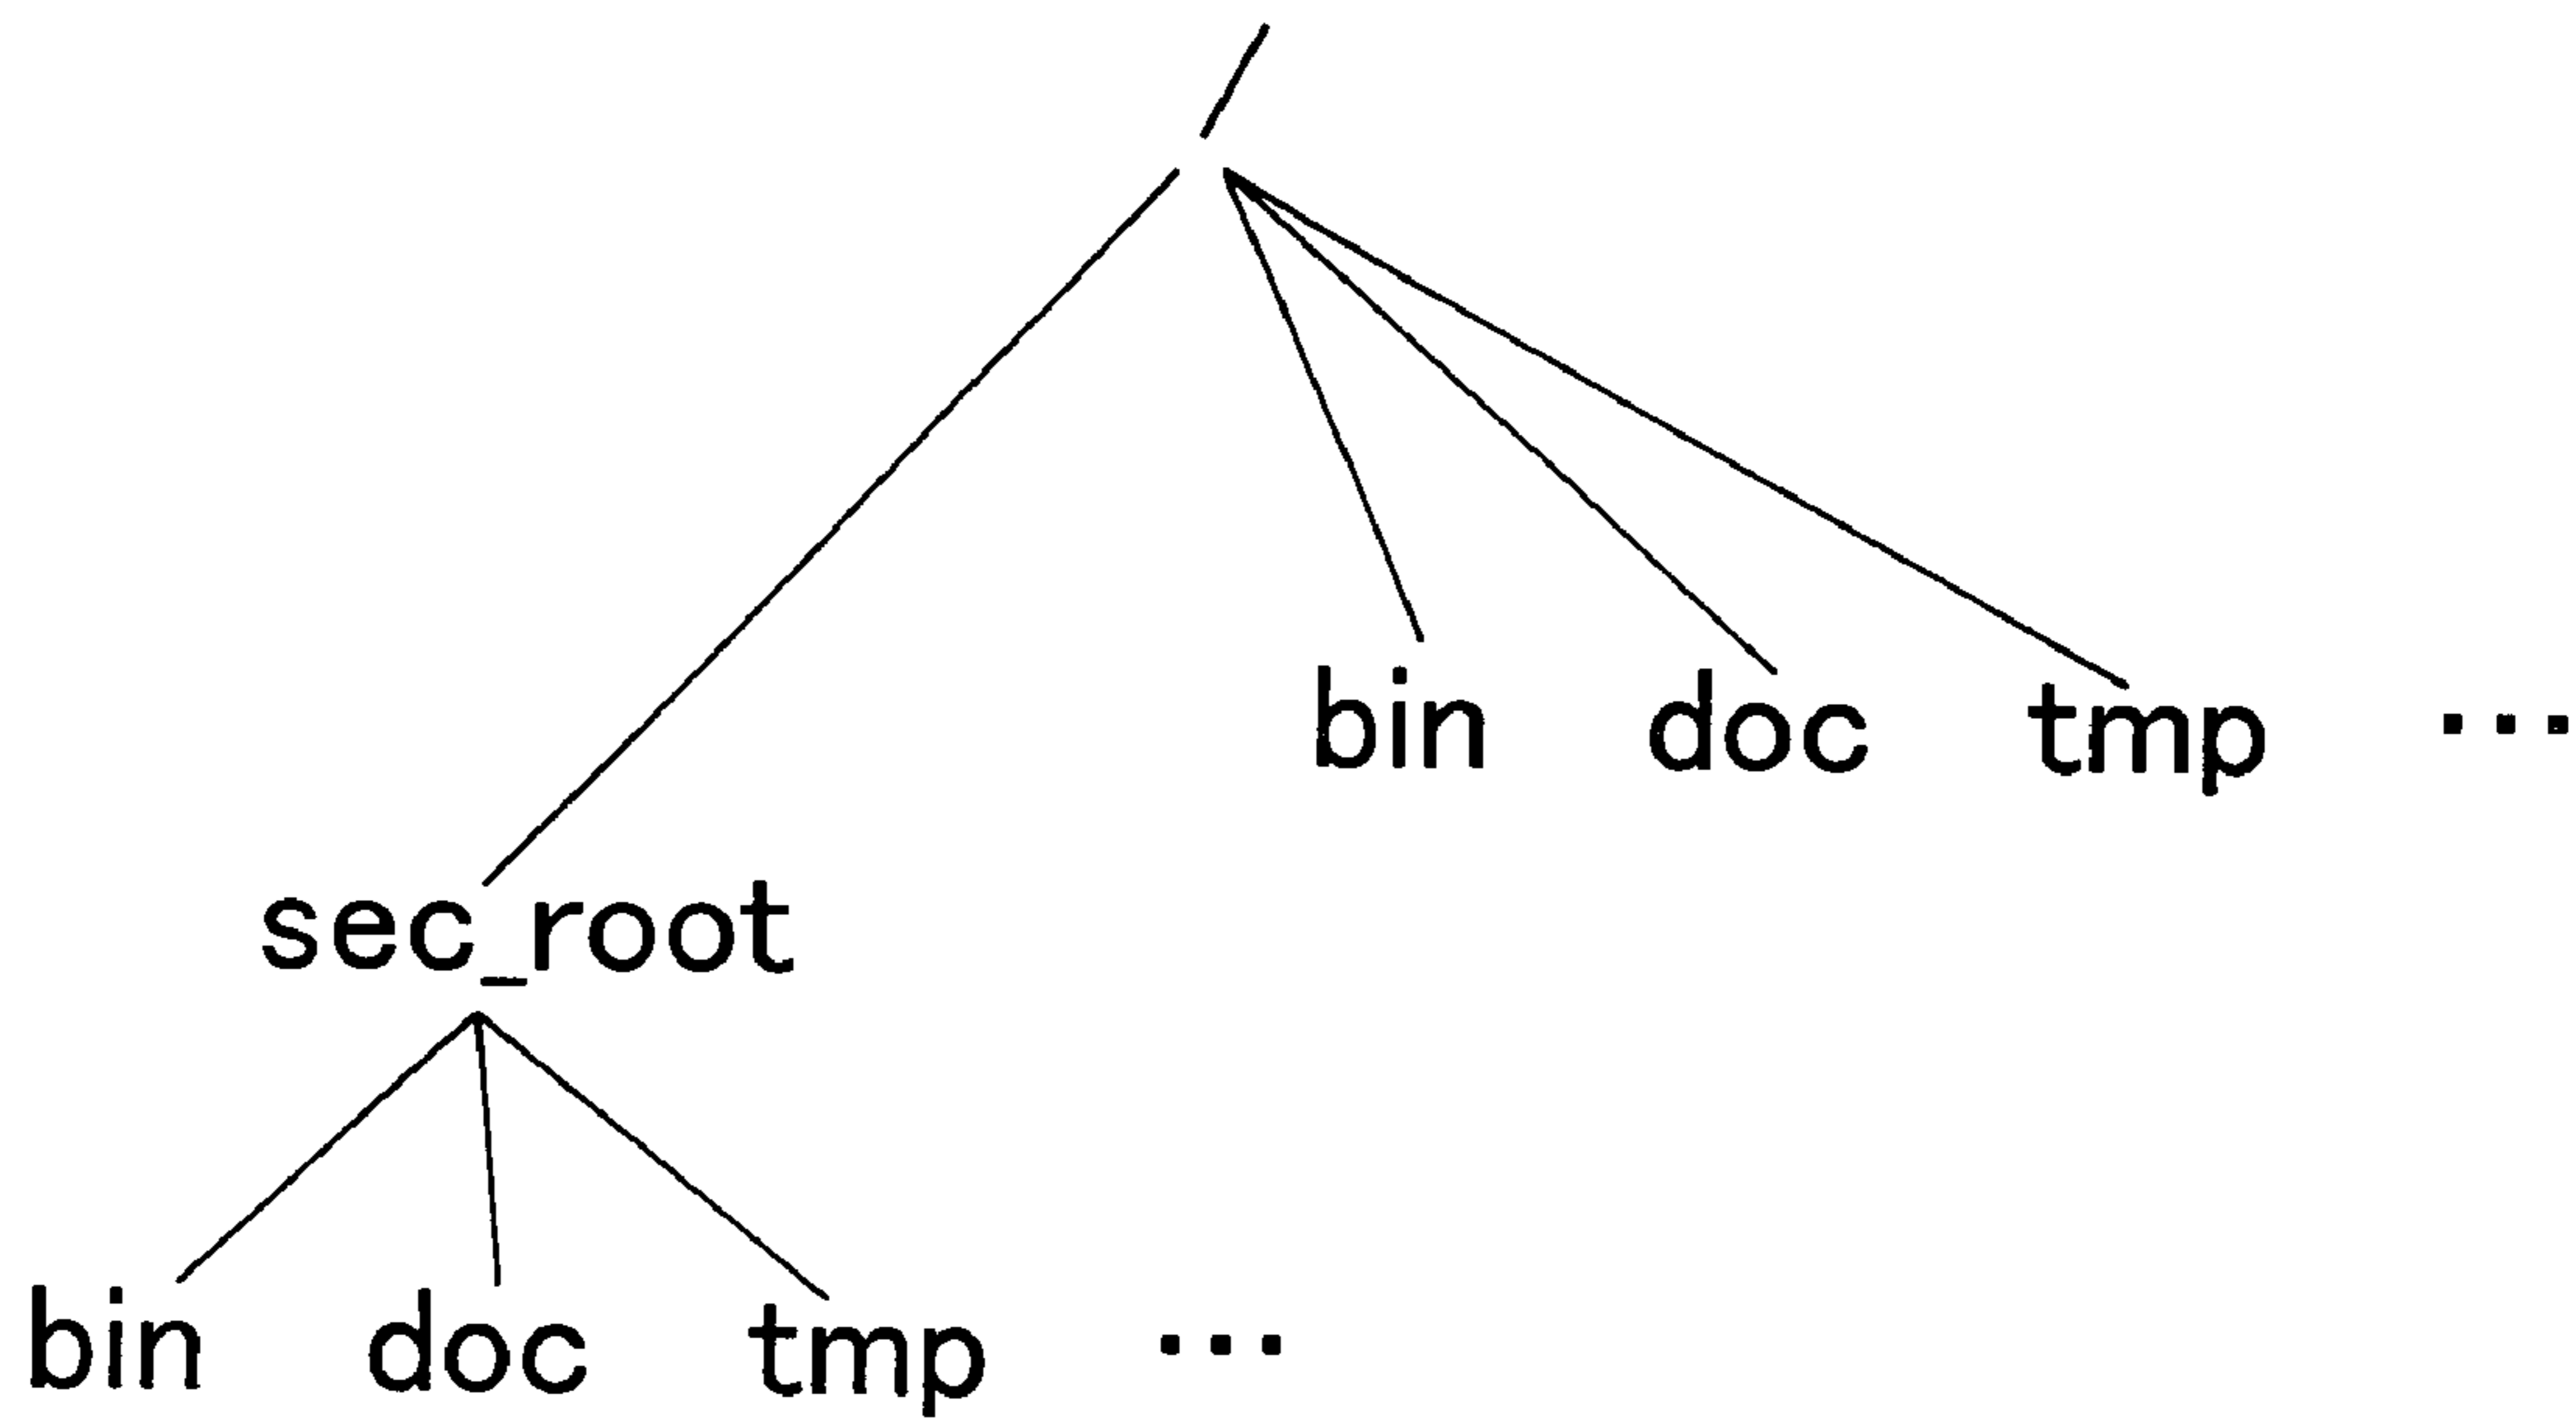 /
bin doc tmp ...
sec_root
bin doc tmp ...